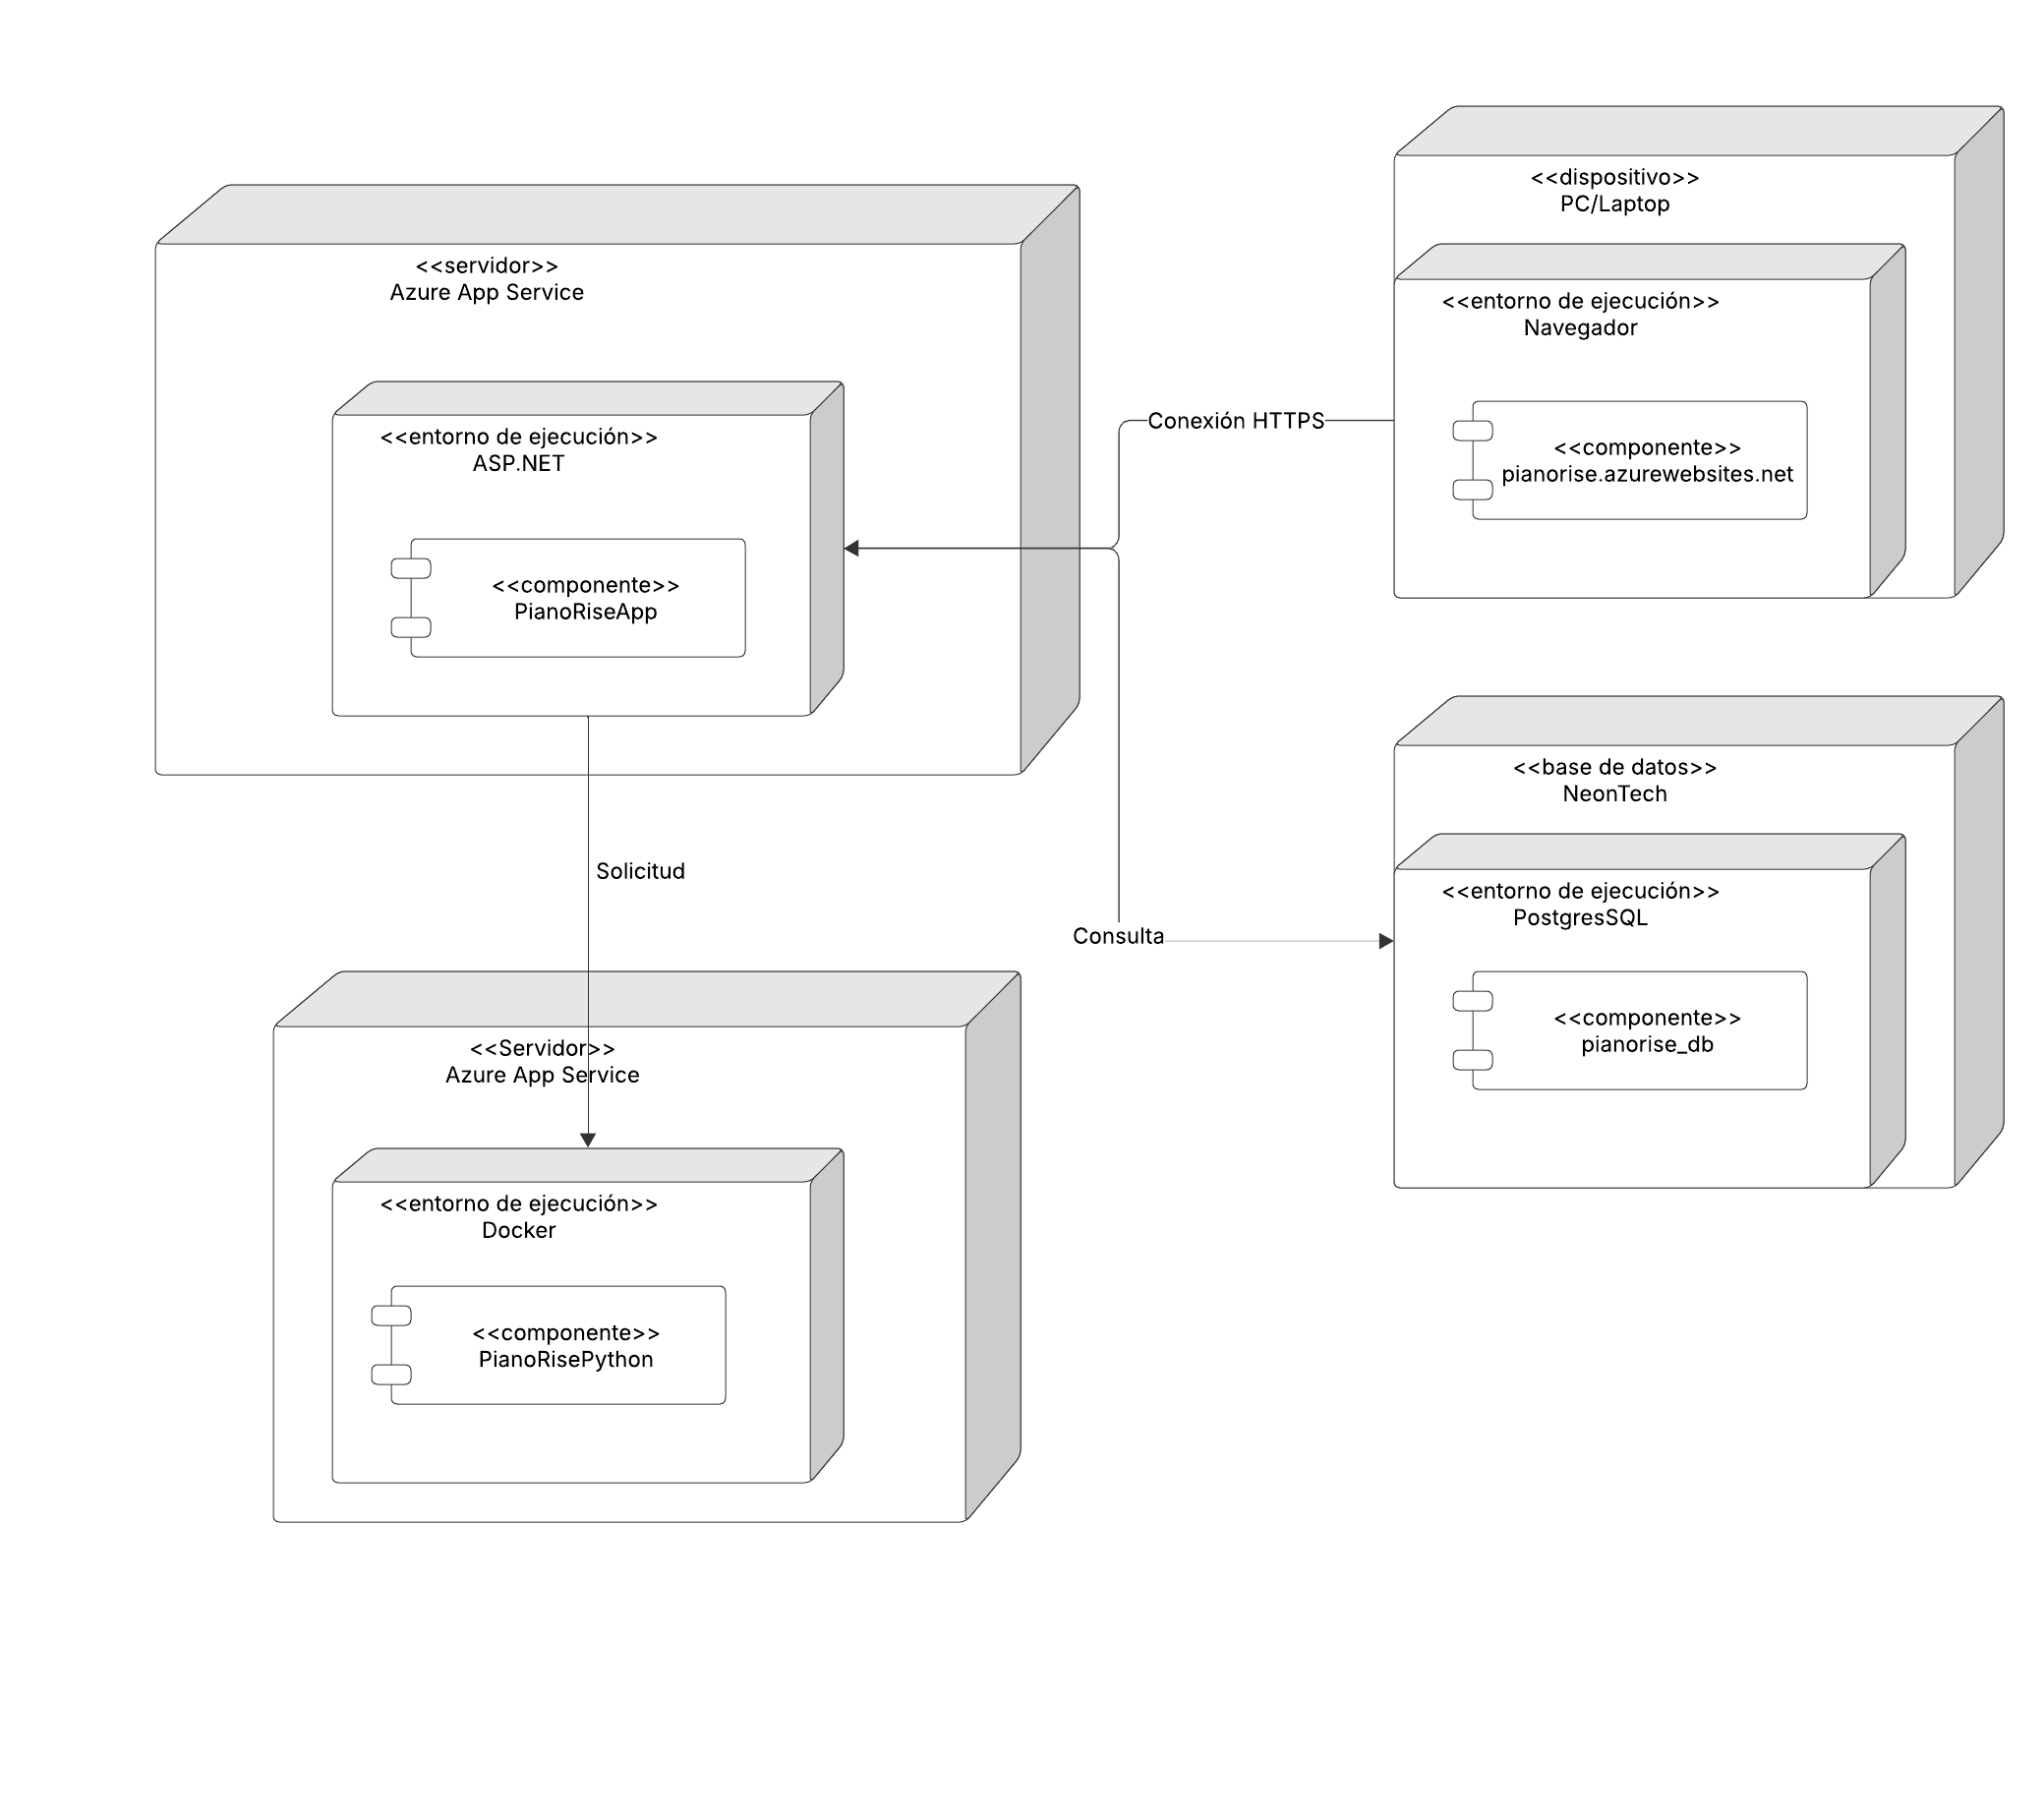 <<servidor>>
Azure App Service
<<entorno de ejecución>>
ASP.NET
<<componente>>
PianoRiseApp
Solicitud
<<Servidor>>
Azure App Service
<<entorno de ejecución>>
Docker
<<componente>>
PianoRisePython
Conexión HTTPS
Consulta
<<dispositivo>>
PC/Laptop
<<entorno de ejecución>>
Navegador
<<componente>>
pianorise.azurewebsites.net
<<base de datos>>
NeonTech
<<entorno de ejecución>>
PostgresSQL
<<componente>>
pianorise_db